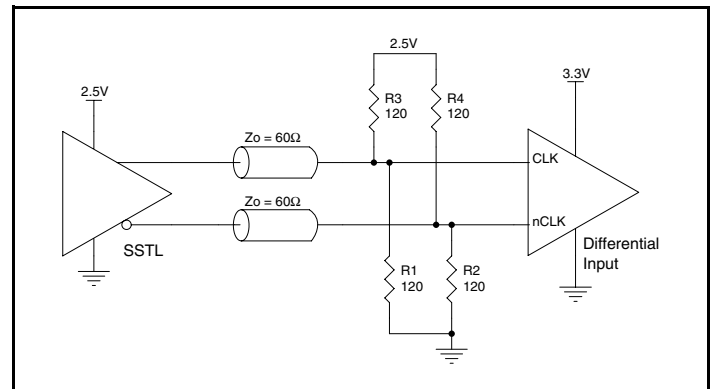 2.5V
3.3V
2.5V
R3
120
R4
120
Zo = 60Ω
CLK
Zo = 60Ω
nCLK
SSTL
Differential
Input
R1
120
R2
120